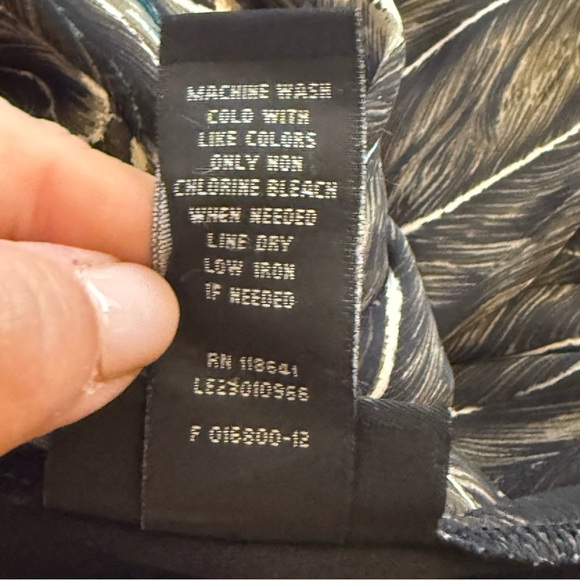 MACHINE WASH
COLD WITH
LIKE COLORS
ONLY NON
CHLORINE BLEACH
WHEN NEEDED
LINE DRY
LOW IRON
IF NEEDED
RN 118641
LE29010966
F 016800-12